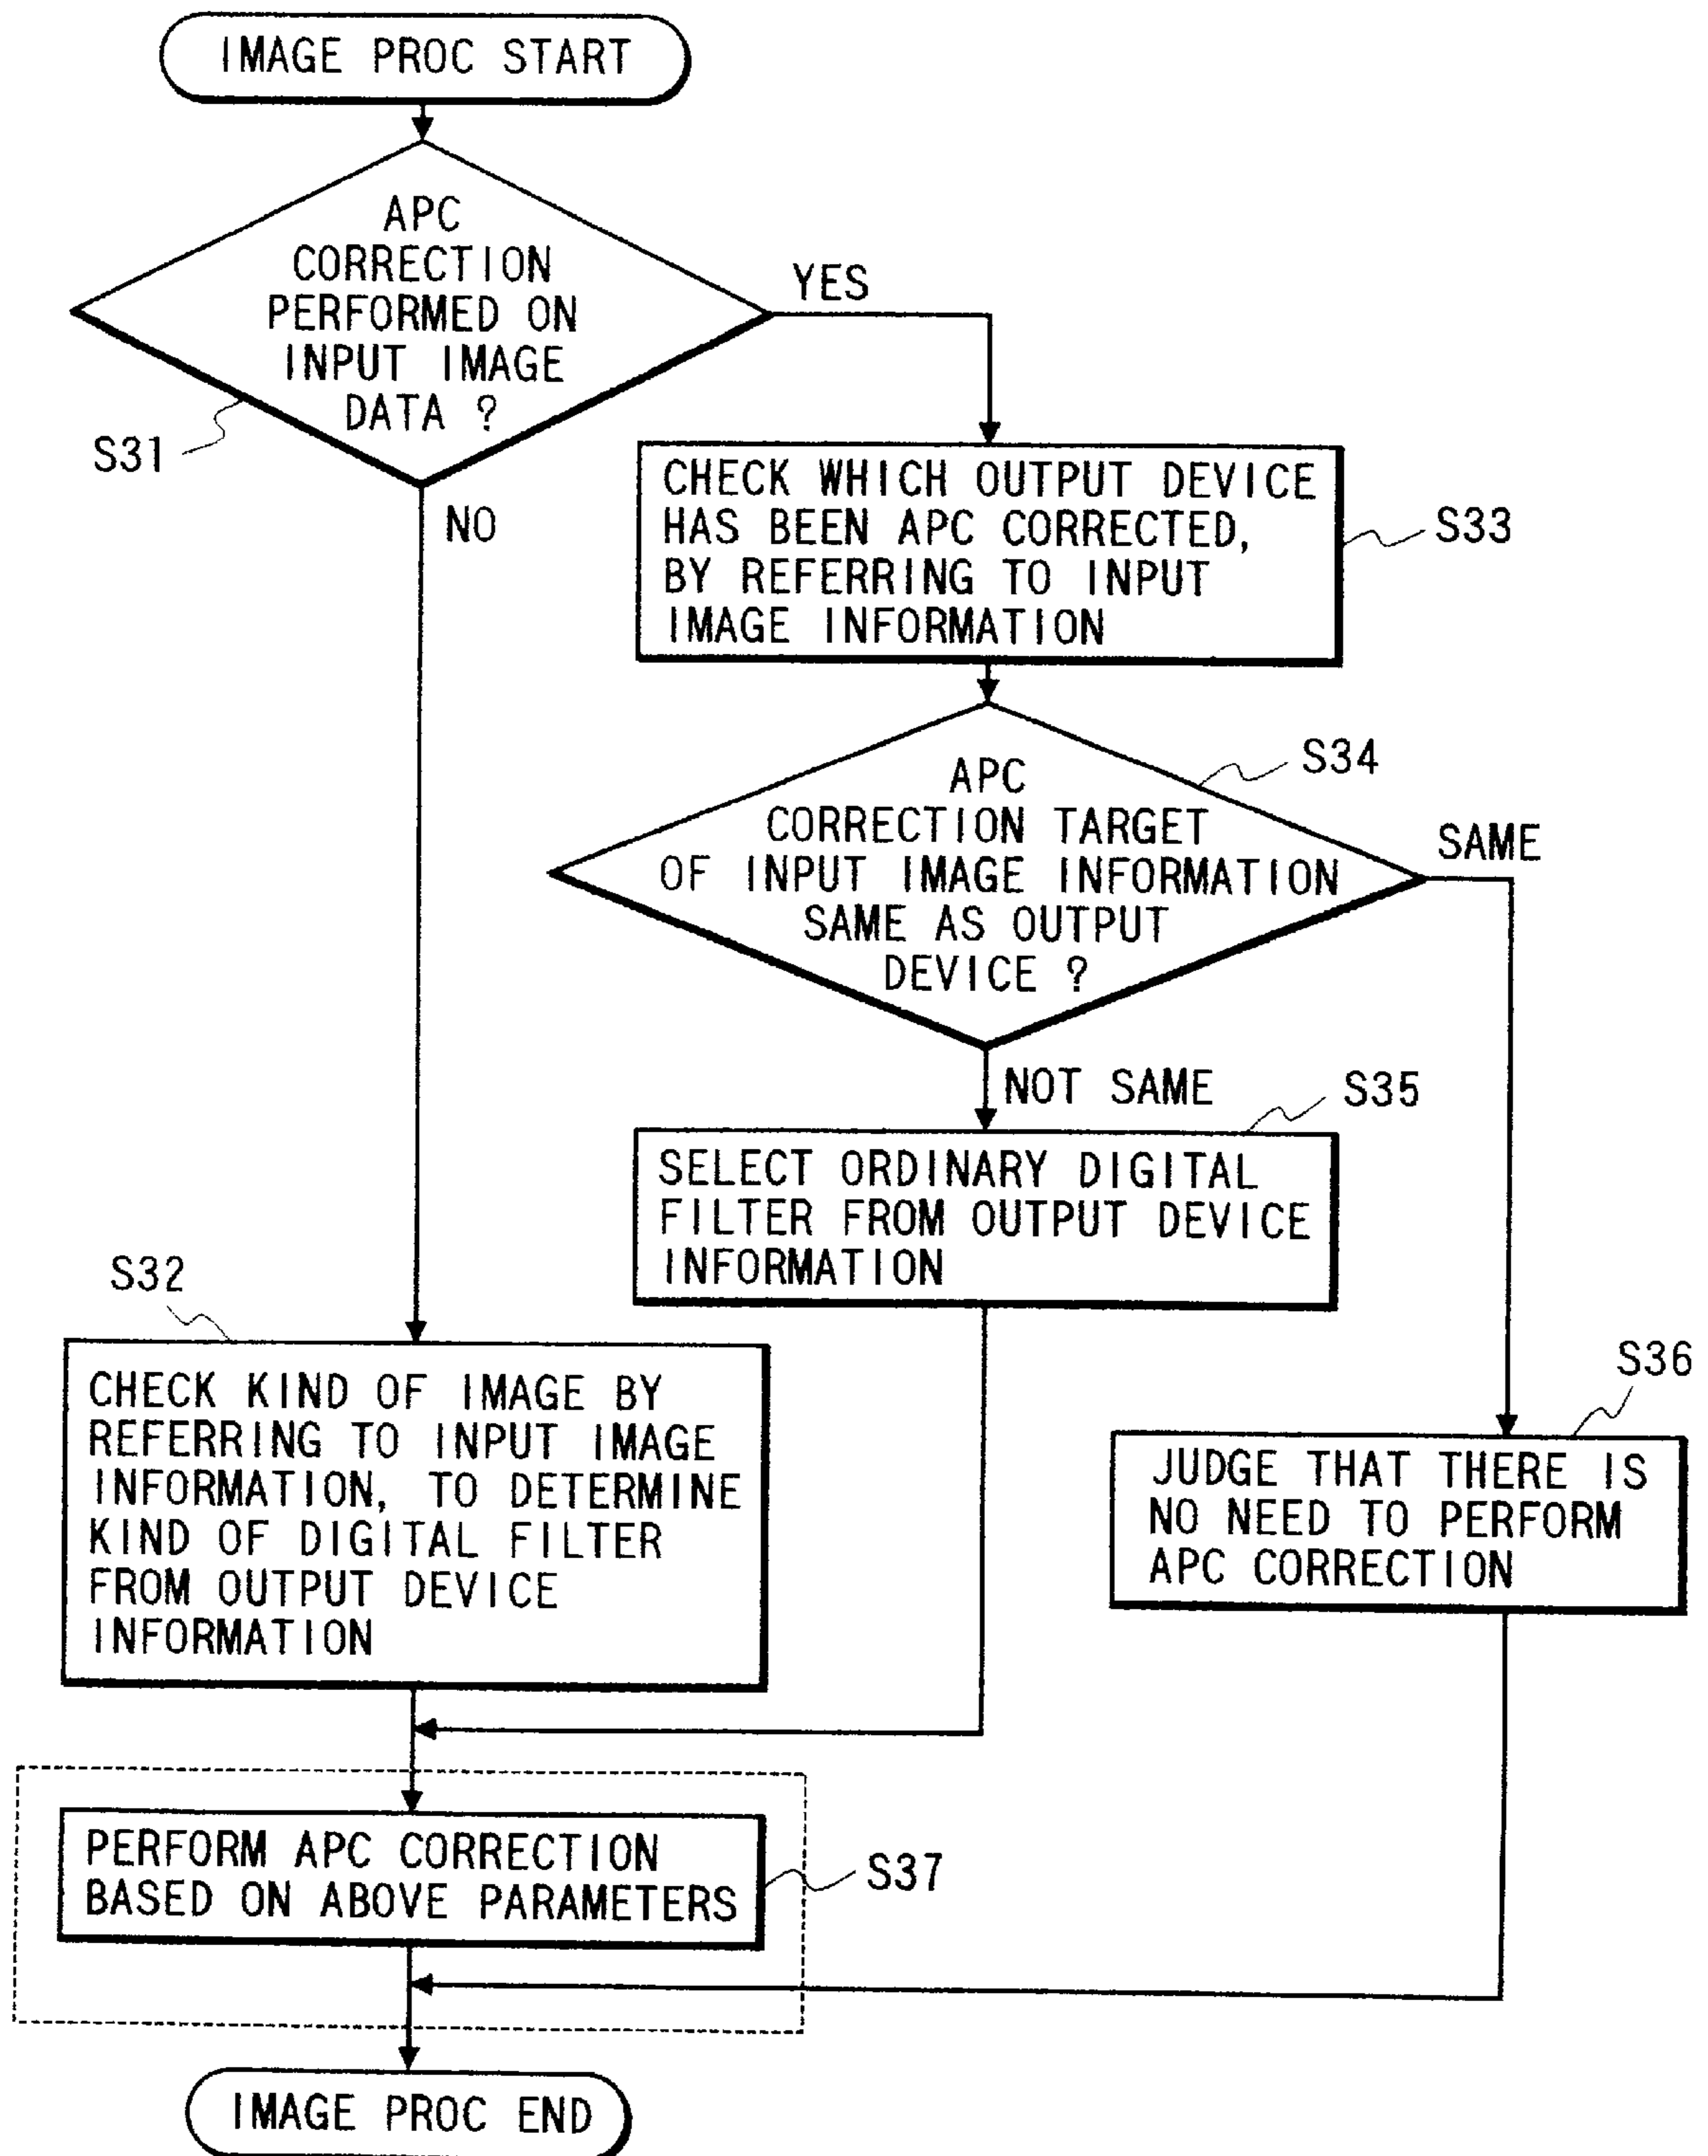 IMAGE PROC START
APC
CORRECTION
PERFORMED ON
INPUT IMAGE
DATA ?
YES
S31
NO
CHECK WHICH OUTPUT DEVICE
HAS BEEN APC CORRECTED,
BY REFERRING TO INPUT
IMAGE INFORMATION
S33
APC
CORRECTION TARGET
OF INPUT IMAGE INFORMATION
SAME AS OUTPUT
DEVICE ?
S34
SAME
NOT SAME
S35
SELECT ORDINARY DIGITAL
FILTER FROM OUTPUT DEVICE
INFORMATION
S32
CHECK KIND OF IMAGE BY
REFERRING TO INPUT IMAGE
INFORMATION, TO DETERMINE
KIND OF DIGITAL FILTER
FROM OUTPUT DEVICE
INFORMATION
S36
JUDGE THAT THERE IS
NO NEED TO PERFORM
APC CORRECTION
PERFORM APC CORRECTION
BASED ON ABOVE PARAMETERS
S37
IMAGE PROC END